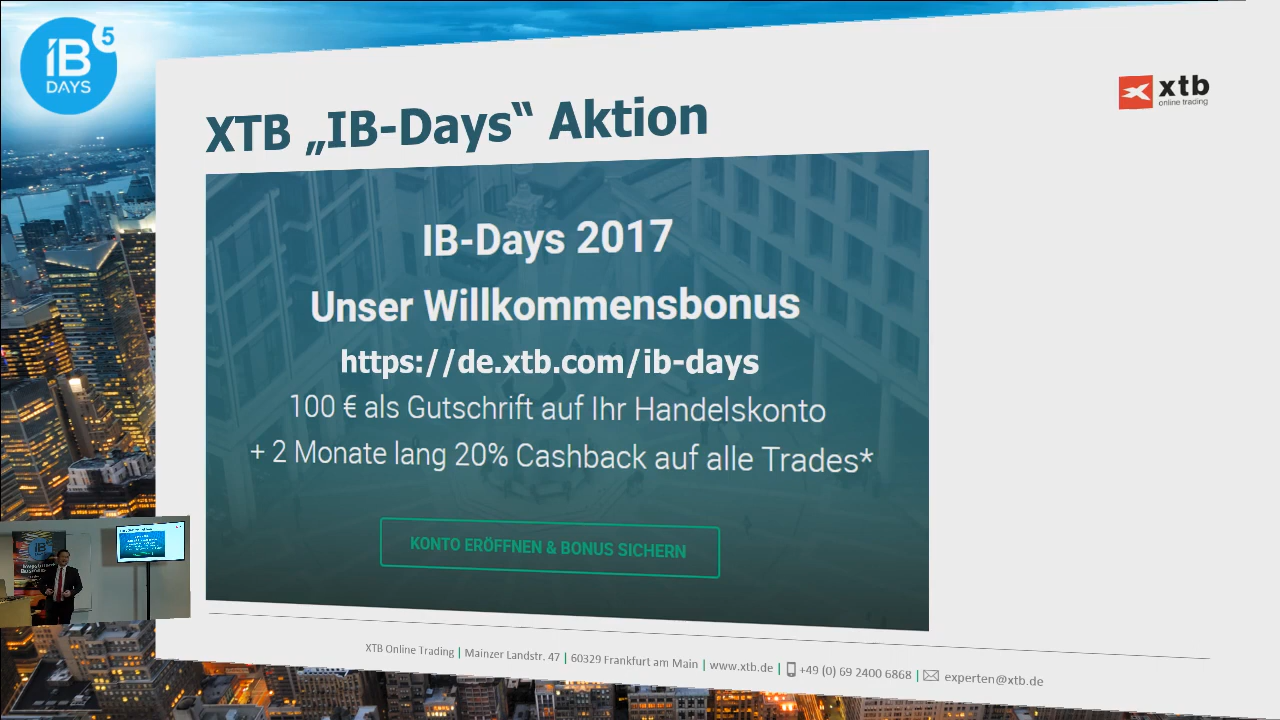 IB 5
DAYS
xtb
online trading
XTB „IB-Days“ Aktion
IB-Days 2017
Unser Willkommensbonus
https://de.xtb.com/ib-days
100 € als Gutschrift auf Ihr Handelskonto
+ 2 Monate lang 20% Cashback auf alle Trades*
KONTO ERÖFFNEN & BONUS SICHERN
XTB Online Trading | Mainzer Landstr. 47 | 60329 Frankfurt am Main | www.xtb.de | +49 (0) 69 2400 6868 | experten@xtb.de